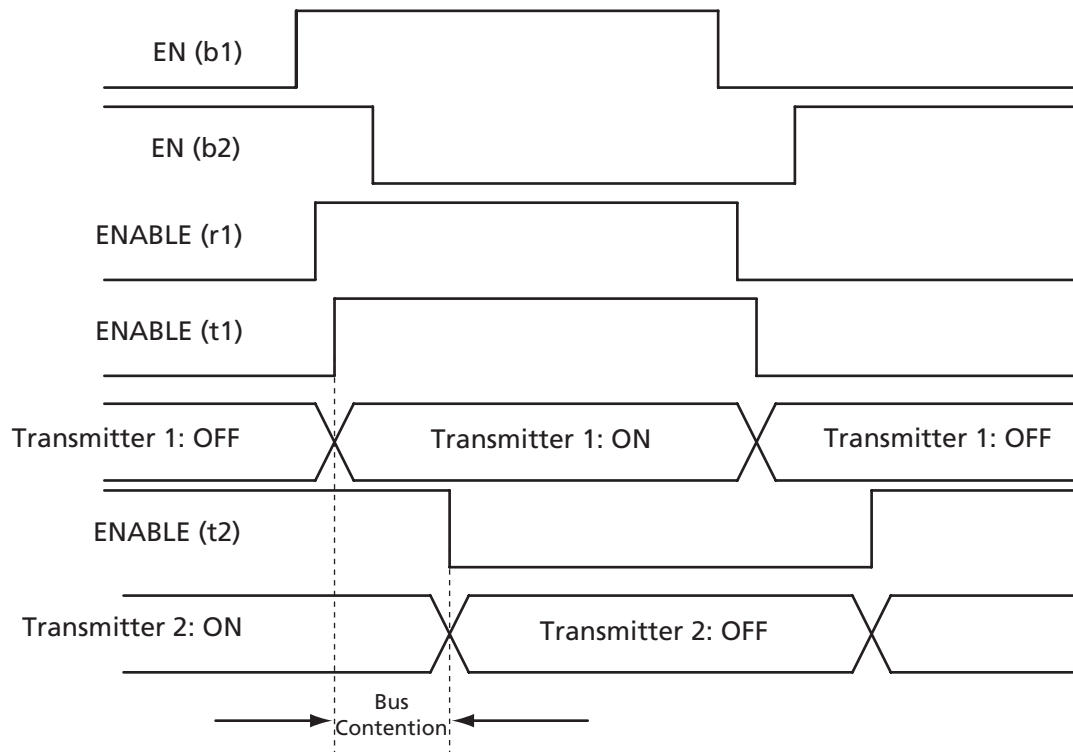 EN (b1)
EN (b2)
ENABLE (r1)
ENABLE (t1)
Transmitter 1: OFF
Transmitter 1: ON
Transmitter 1: OFF
ENABLE (t2)
Transmitter 2: ON
Transmitter 2: OFF
Bus
Contention